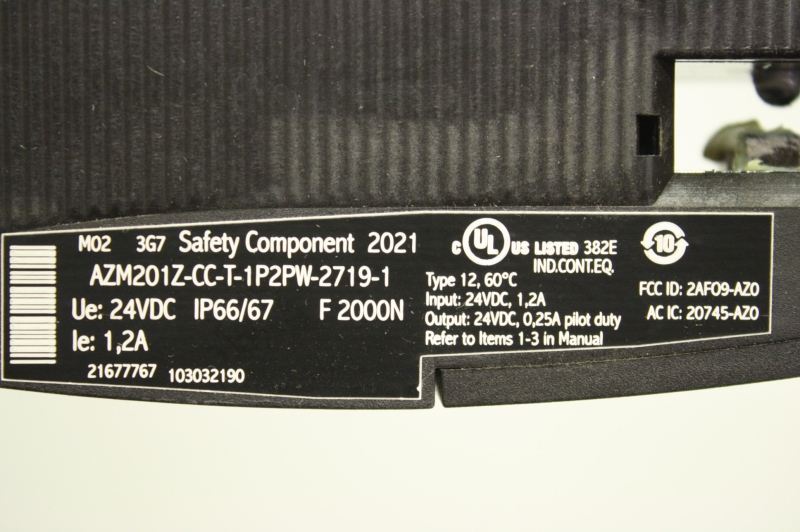 M02 3G7 Safety Component 2021
AZM201Z-CC-T-1P2PW-2719-1
Ue: 24VDC IP66/67 F 2000N
Ie: 1,2A
21677767 103032190
c UL US LISTED 382E
IND.CONT.EQ.
Type 12, 60°C
Input: 24VDC, 1,2A
Output: 24VDC, 0,25A pilot duty
Refer to Items 1-3 in Manual
10
FCC ID: 2AFO9-AZ0
AC IC: 20745-AZ0